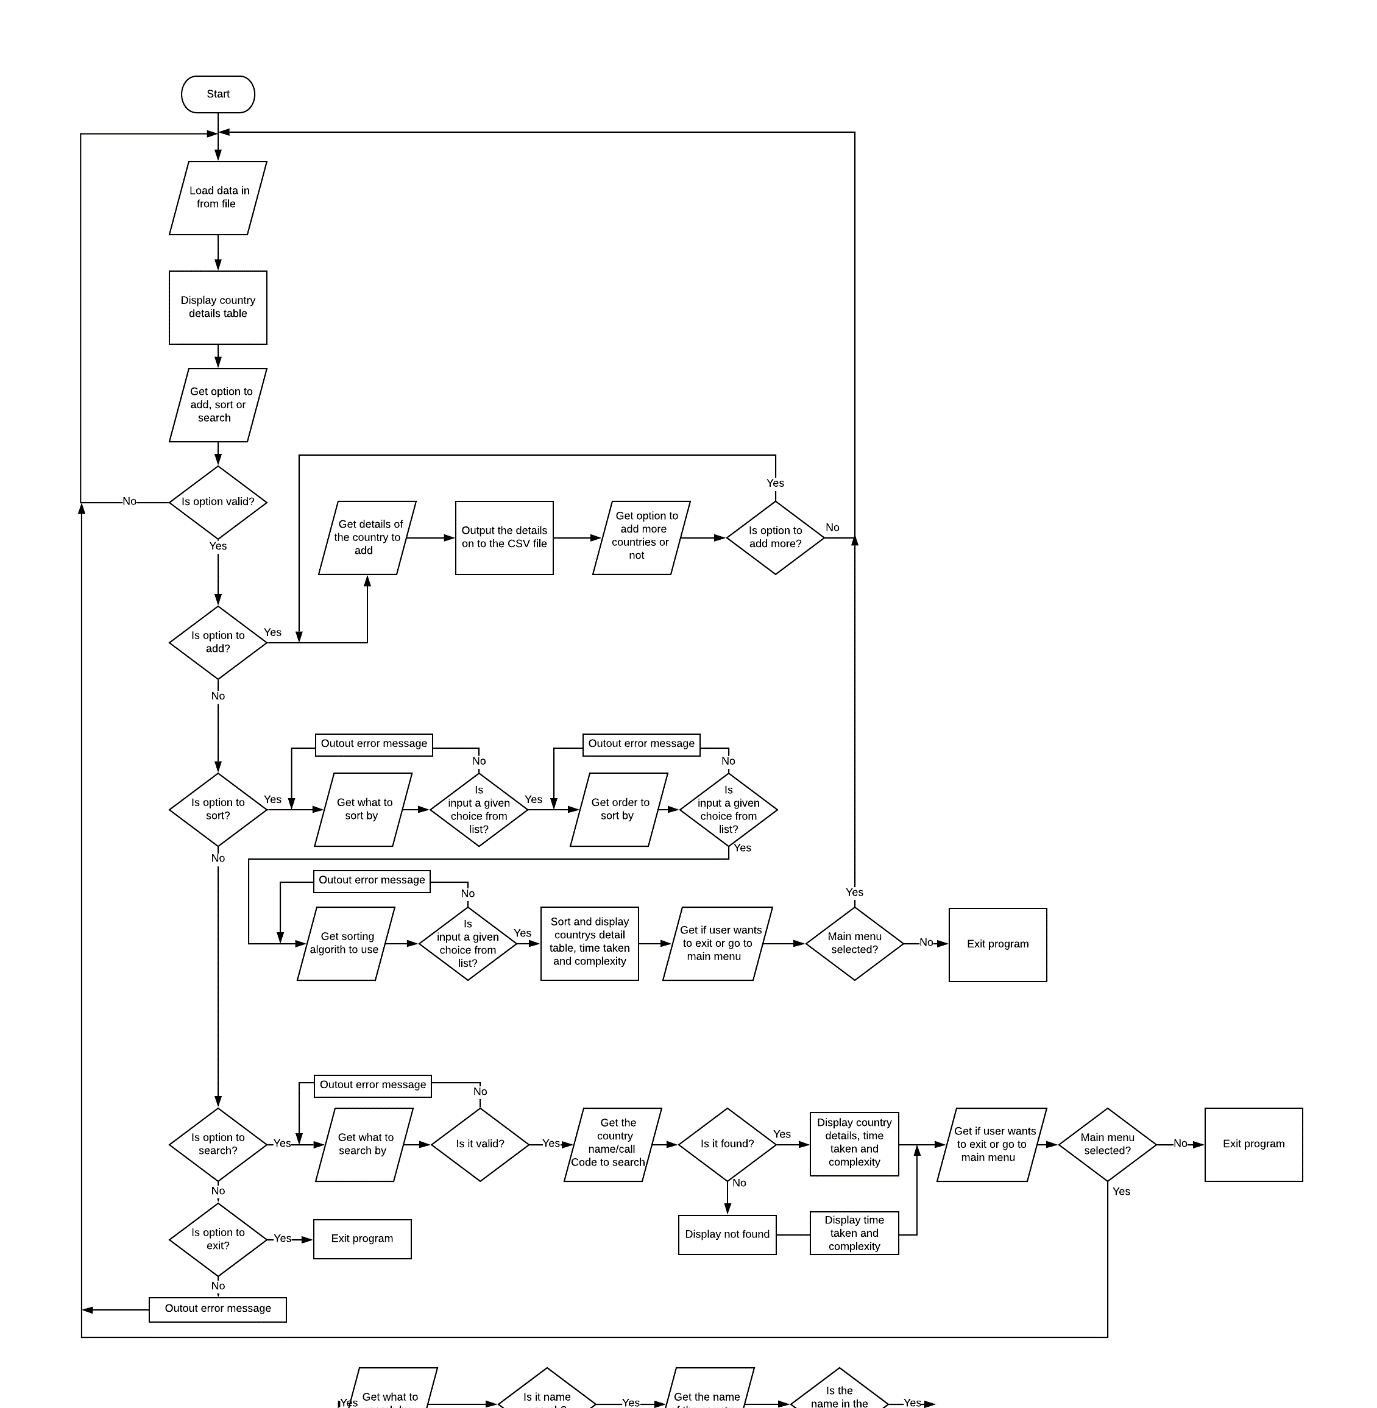 Start
Load data in
from file
Display country
details table
Get option to
add, sort or
search
Is option valid?
No
Yes
Get details of
the country to
add
Output the details
on to the CSV file
Get option to
add more
countries or
not
Is option to
add more?
Yes
No
Is option to
add?
Yes
No
Outout error message
No
Outout error message
No
Is option to
sort?
Yes
Get what to
sort by
Is
input a given
choice from
list?
Yes
Get order to
sort by
Is
input a given
choice from
list?
Yes
No
Outout error message
No
Get sorting
algorith to use
Is
input a given
choice from
list?
Yes
Sort and display
countrys detail
table, time taken
and complexity
Get if user wants
to exit or go to
main menu
Yes
Main menu
selected?
No
Exit program
Outout error message
No
Is option to
search?
Yes
Get what to
search by
Is it valid?
Yes
Get the
country
name/call
Code to search
Is it found?
Yes
Display country
details, time
taken and
complexity
Get if user wants
to exit or go to
main menu
Main menu
selected?
No
Exit program
No
No
Yes
Is option to
exit?
Yes
Exit program
Display not found
Display time
taken and
complexity
No
Outout error message
Yes
Get what to
Is it name
Yes
Get the name
Is the
name in the
Yes